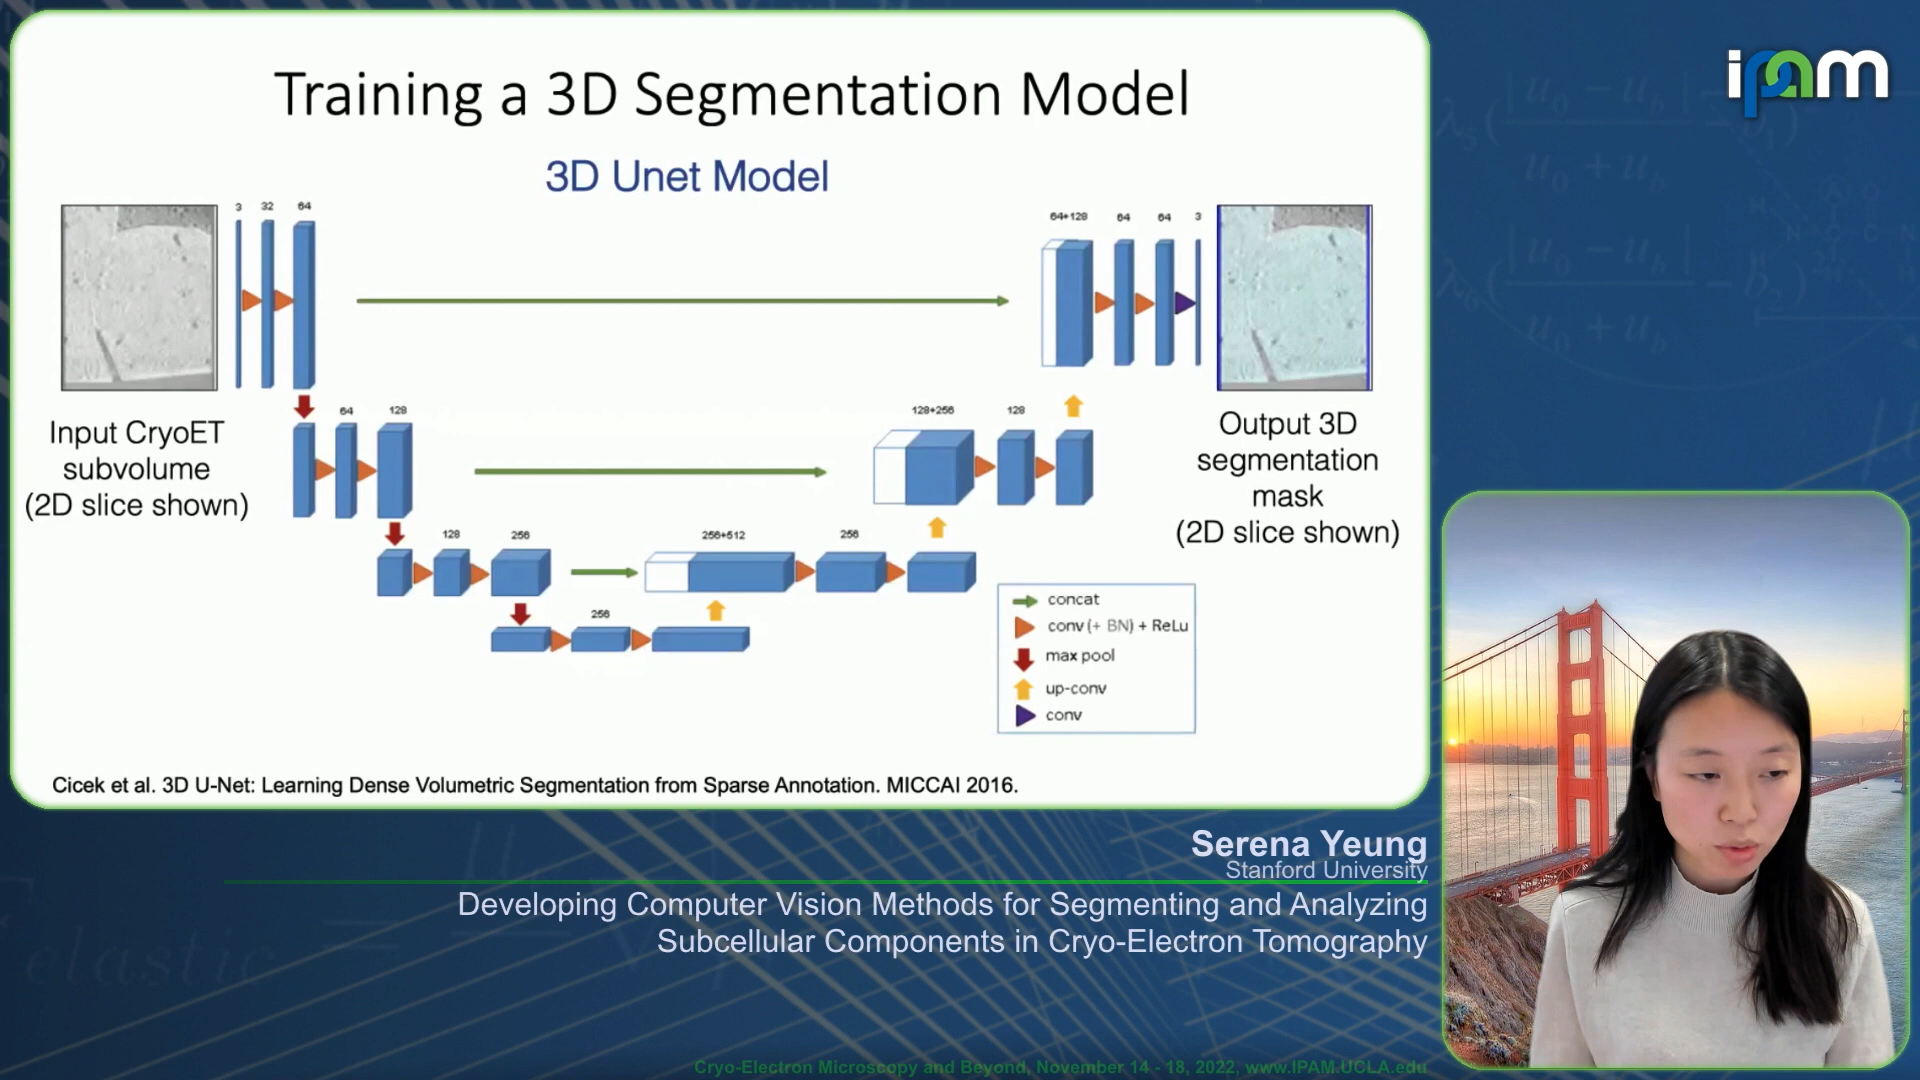 Training a 3D Segmentation Model
3D Unet Model
ipam
3 32 64
64+128 64 64 3
64 128
128+256 128
Input CryoET
subvolume
(2D slice shown)
Output 3D
segmentation
mask
(2D slice shown)
128 256
256+512 256
256
concat
conv (+ BN) + ReLu
max pool
up-conv
conv
Cicek et al. 3D U-Net: Learning Dense Volumetric Segmentation from Sparse Annotation. MICCAI 2016.
Serena Yeung
Stanford University
Developing Computer Vision Methods for Segmenting and Analyzing
Subcellular Components in Cryo-Electron Tomography
elastic
Cryo-Electron Microscopy and Beyond, November 14 - 18, 2022, www.IPAM.UCLA.edu